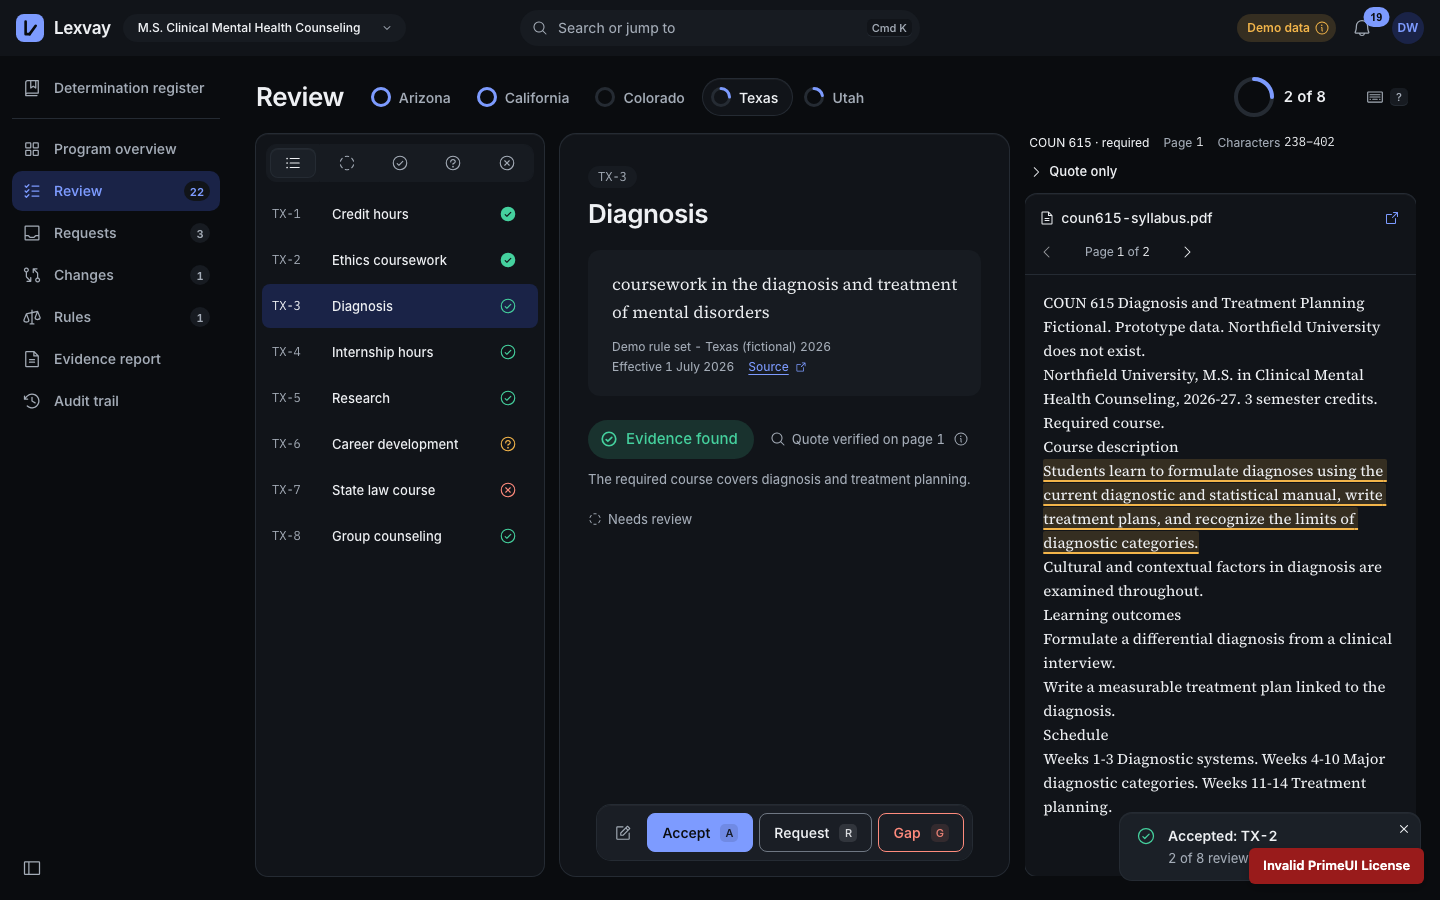 Lexvay
M.S. Clinical Mental Health Counseling
Search or jump to
Cmd K
Demo data
19
DW
Determination register
Program overview
Review
22
Requests
3
Changes
1
Rules
1
Evidence report
Audit trail
Review
Arizona
California
Colorado
Texas
Utah
2 of 8
?
TX-1 Credit hours
TX-2 Ethics coursework
TX-3 Diagnosis
TX-4 Internship hours
TX-5 Research
TX-6 Career development
TX-7 State law course
TX-8 Group counseling
TX-3
Diagnosis
coursework in the diagnosis and treatment
of mental disorders
Demo rule set - Texas (fictional) 2026
Effective 1 July 2026 Source
Evidence found
Quote verified on page 1
The required course covers diagnosis and treatment planning.
Needs review
Accept A
Request R
Gap G
COUN 615 · required Page 1 Characters 238–402
Quote only
coun615-syllabus.pdf
Page 1 of 2
COUN 615 Diagnosis and Treatment Planning
Fictional. Prototype data. Northfield University
does not exist.
Northfield University, M.S. in Clinical Mental
Health Counseling, 2026-27. 3 semester credits.
Required course.
Course description
Students learn to formulate diagnoses using the
current diagnostic and statistical manual, write
treatment plans, and recognize the limits of
diagnostic categories.
Cultural and contextual factors in diagnosis are
examined throughout.
Learning outcomes
Formulate a differential diagnosis from a clinical
interview.
Write a measurable treatment plan linked to the
diagnosis.
Schedule
Weeks 1-3 Diagnostic systems. Weeks 4-10 Major
diagnostic categories. Weeks 11-14 Treatment
planning.
Accepted: TX-2
2 of 8 review
Invalid PrimeUI License